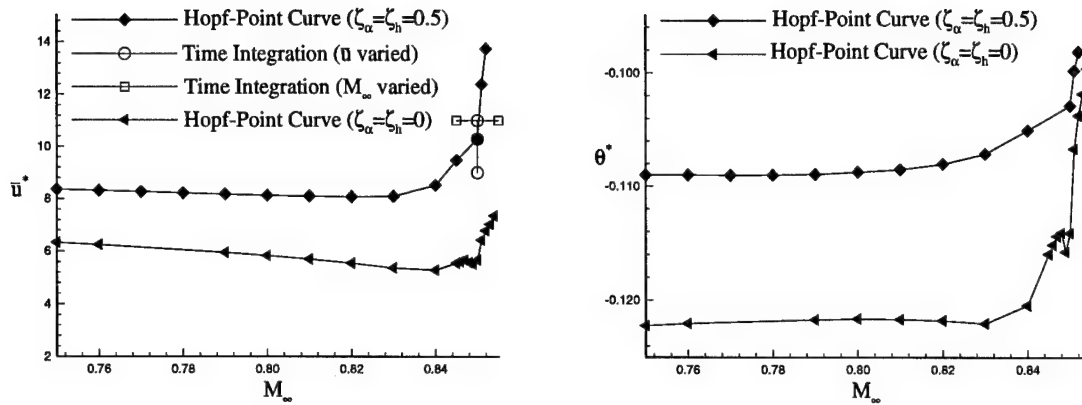 Hopf-Point Curve (ζα=ζh=0.5)
Time Integration (ū varied)
Time Integration (M∞ varied)
Hopf-Point Curve (ζα=ζh=0)
14
12
10
ū*
8
6
4
2
0.76 0.78 0.80 0.82 0.84
M∞
Hopf-Point Curve (ζα=ζh=0.5)
Hopf-Point Curve (ζα=ζh=0)
-0.100
θ*
-0.110
-0.120
0.76 0.78 0.80 0.82 0.84
M∞